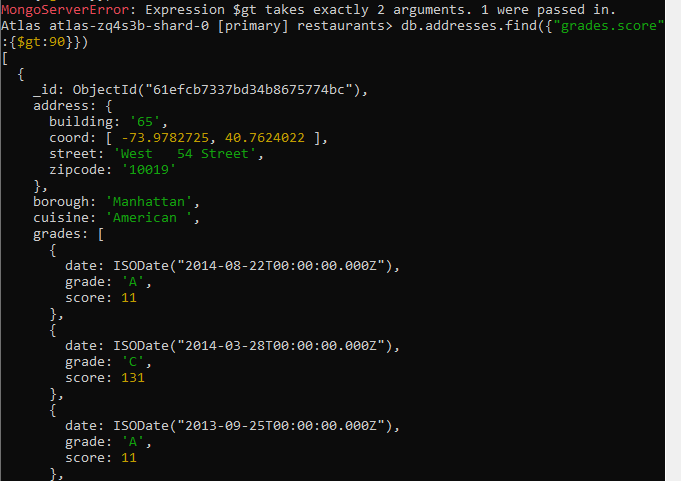 MongoServerError: Expression $gt takes exactly 2 arguments. 1 were passed in.
Atlas atlas-zq4s3b-shard-0 [primary] restaurants> db.addresses.find({"grades.score"
:{$gt:90}})
[
  {
    _id: ObjectId("61efcb7337bd34b8675774bc"),
    address: {
      building: '65',
      coord: [ -73.9782725, 40.7624022 ],
      street: 'West   54 Street',
      zipcode: '10019'
    },
    borough: 'Manhattan',
    cuisine: 'American ',
    grades: [
      {
        date: ISODate("2014-08-22T00:00:00.000Z"),
        grade: 'A',
        score: 11
      },
      {
        date: ISODate("2014-03-28T00:00:00.000Z"),
        grade: 'C',
        score: 131
      },
      {
        date: ISODate("2013-09-25T00:00:00.000Z"),
        grade: 'A',
        score: 11
      },